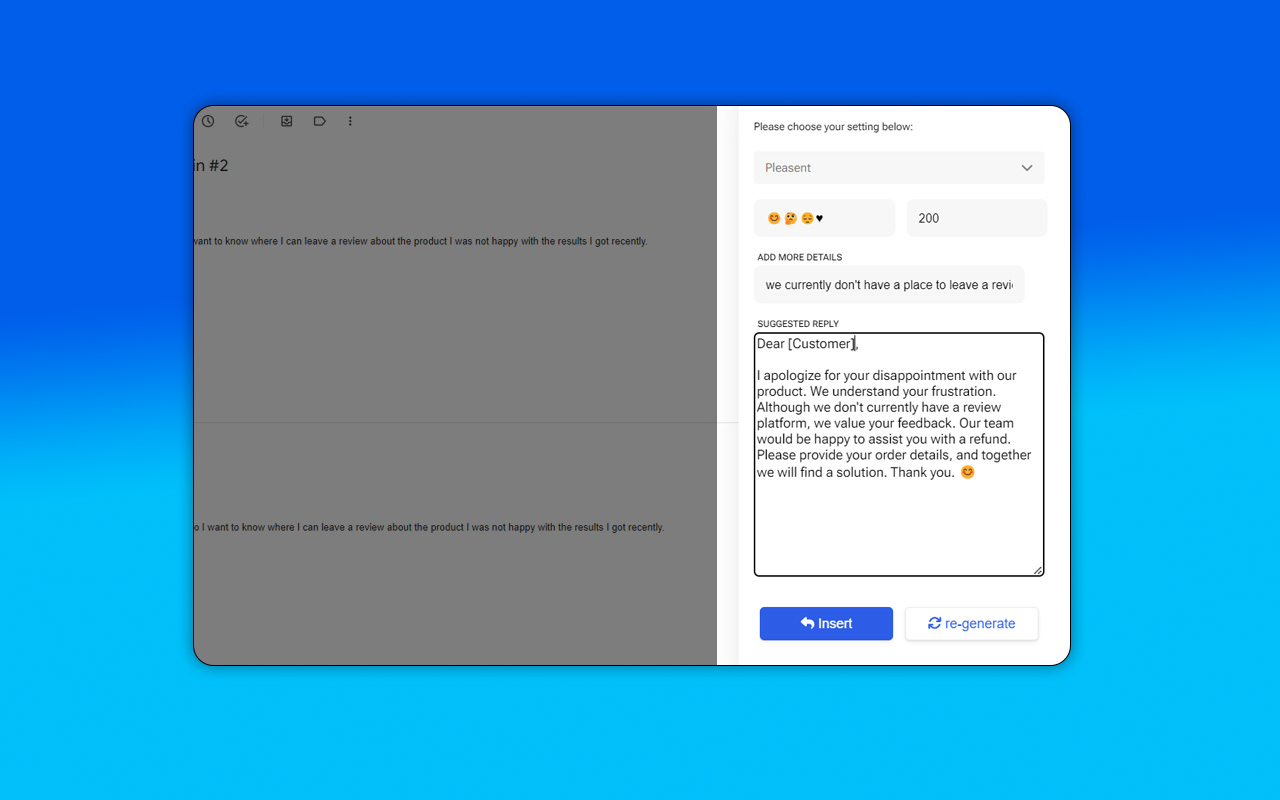 in #2
want to know where I can leave a review about the product I was not happy with the results I got recently.
o I want to know where I can leave a review about the product I was not happy with the results I got recently.
Please choose your setting below:
Pleasent
😊🤔😔♥ 200
ADD MORE DETAILS
we currently don't have a place to leave a revi
SUGGESTED REPLY
Dear [Customer],
I apologize for your disappointment with our
product. We understand your frustration.
Although we don't currently have a review
platform, we value your feedback. Our team
would be happy to assist you with a refund.
Please provide your order details, and together
we will find a solution. Thank you. 😊
Insert re-generate